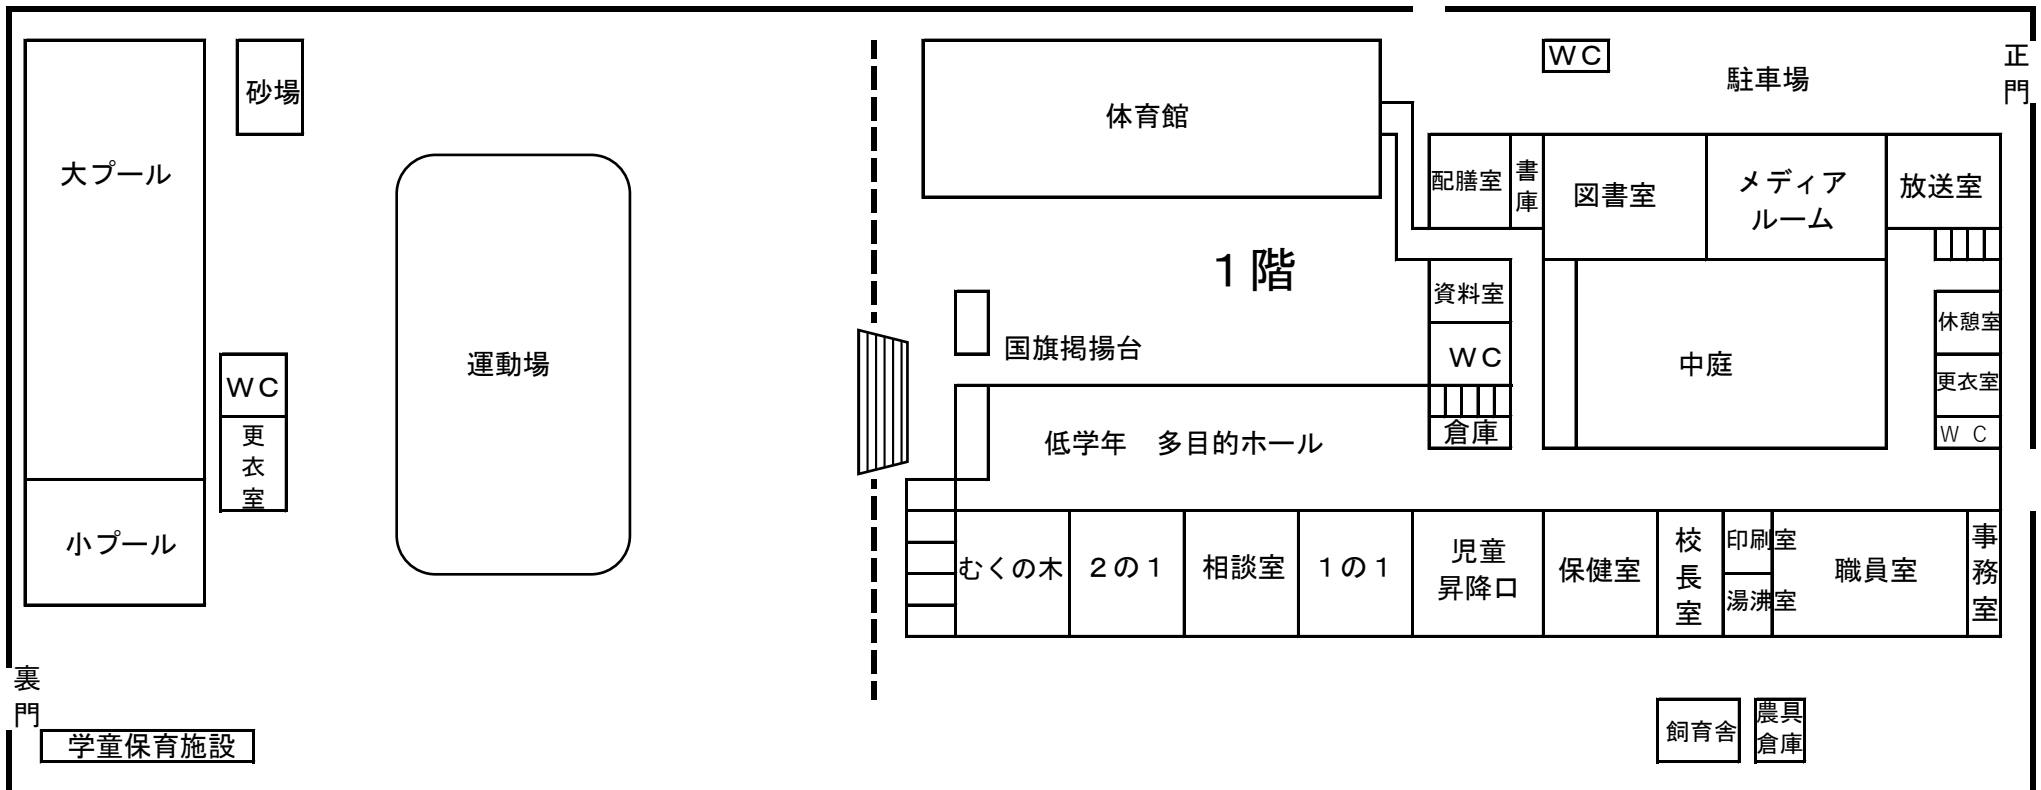 正
門
ＷＣ
駐車場
砂場
体育館
大プール
配膳室
書
庫
図書室
メディア
ルーム
放送室
１階
資料室
休憩室
国旗掲揚台
ＷＣ
運動場
中庭
ＷＣ
更衣室
更
衣
室
低学年　多目的ホール
倉庫
ＷＣ
小プール
むくの木
２の１
相談室
１の１
児童
昇降口
保健室
校
長
室
印刷室
湯沸室
職員室
事
務
室
裏
門
学童保育施設
飼育舎
農具
倉庫